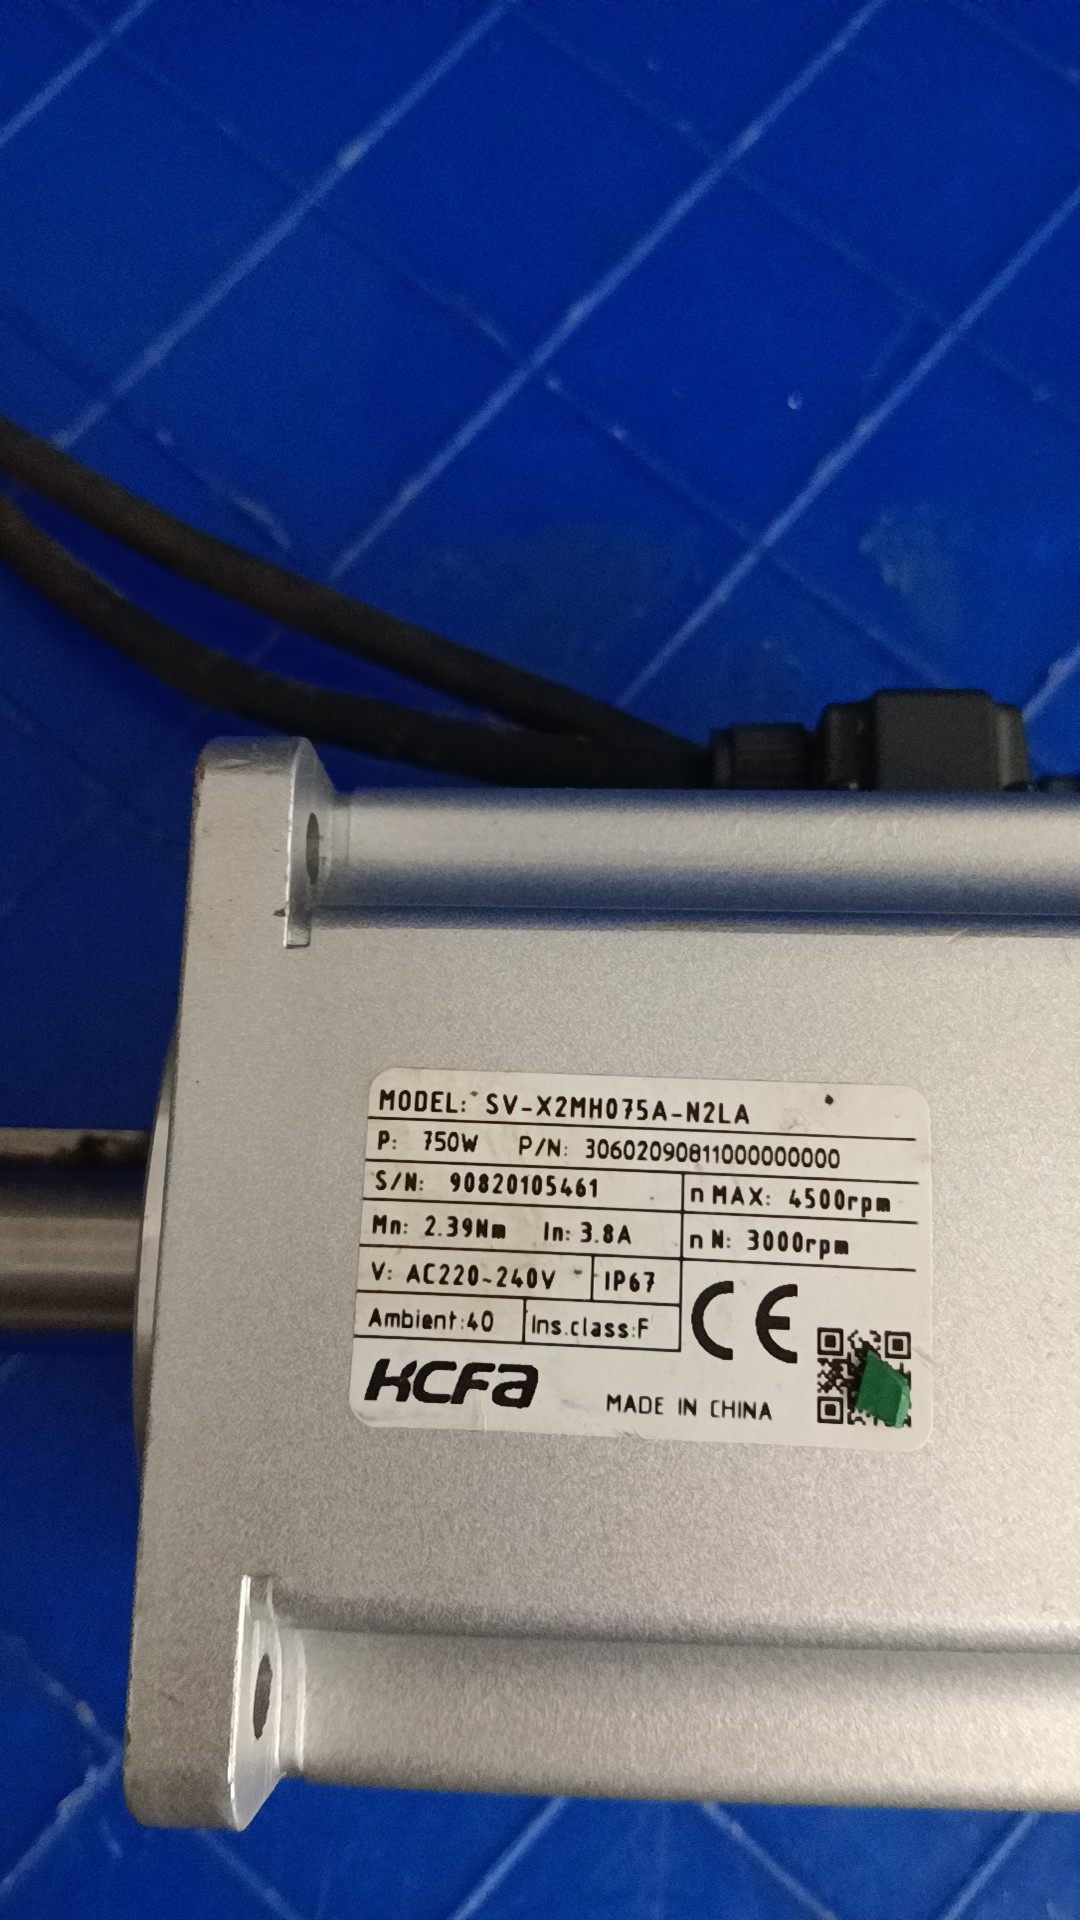 MODEL: SV-X2MH075A-N2LA
P: 750W P/N: 30602090811000000000
S/N: 90820105461 n MAX: 4500rpm
Mn: 2.39Nm In: 3.8A n N: 3000rpm
V: AC220~240V IP67
Ambient:40 Ins.class:F CE
HCFA MADE IN CHINA